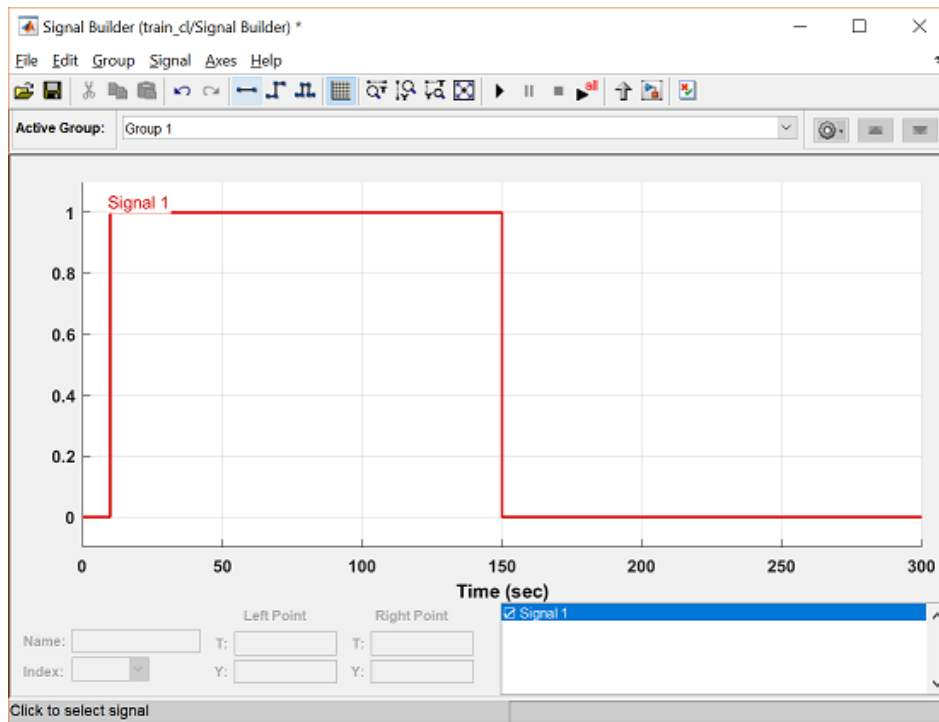 Signal Builder (train_cl/Signal Builder) *
File Edit Group Signal Axes Help
all
Active Group: Group 1
Signal 1
1
0.8
0.6
0.4
0.2
0
0 50 100 150 200 250 300
Time (sec)
Left Point Right Point
Signal 1
Name: T: T:
Index: Y: Y:
Click to select signal